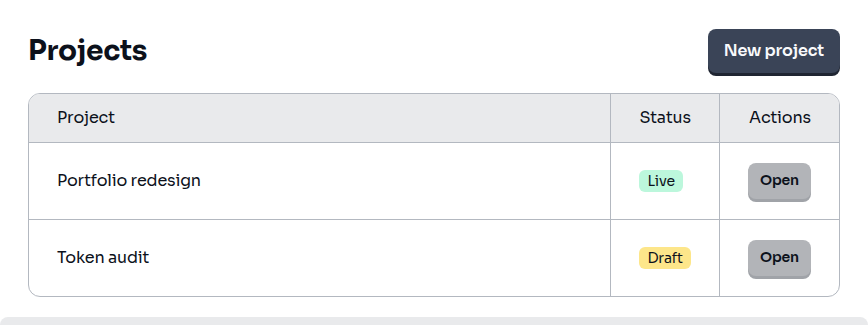 Projects
New project
Project Status Actions
Portfolio redesign Live Open
Token audit Draft Open